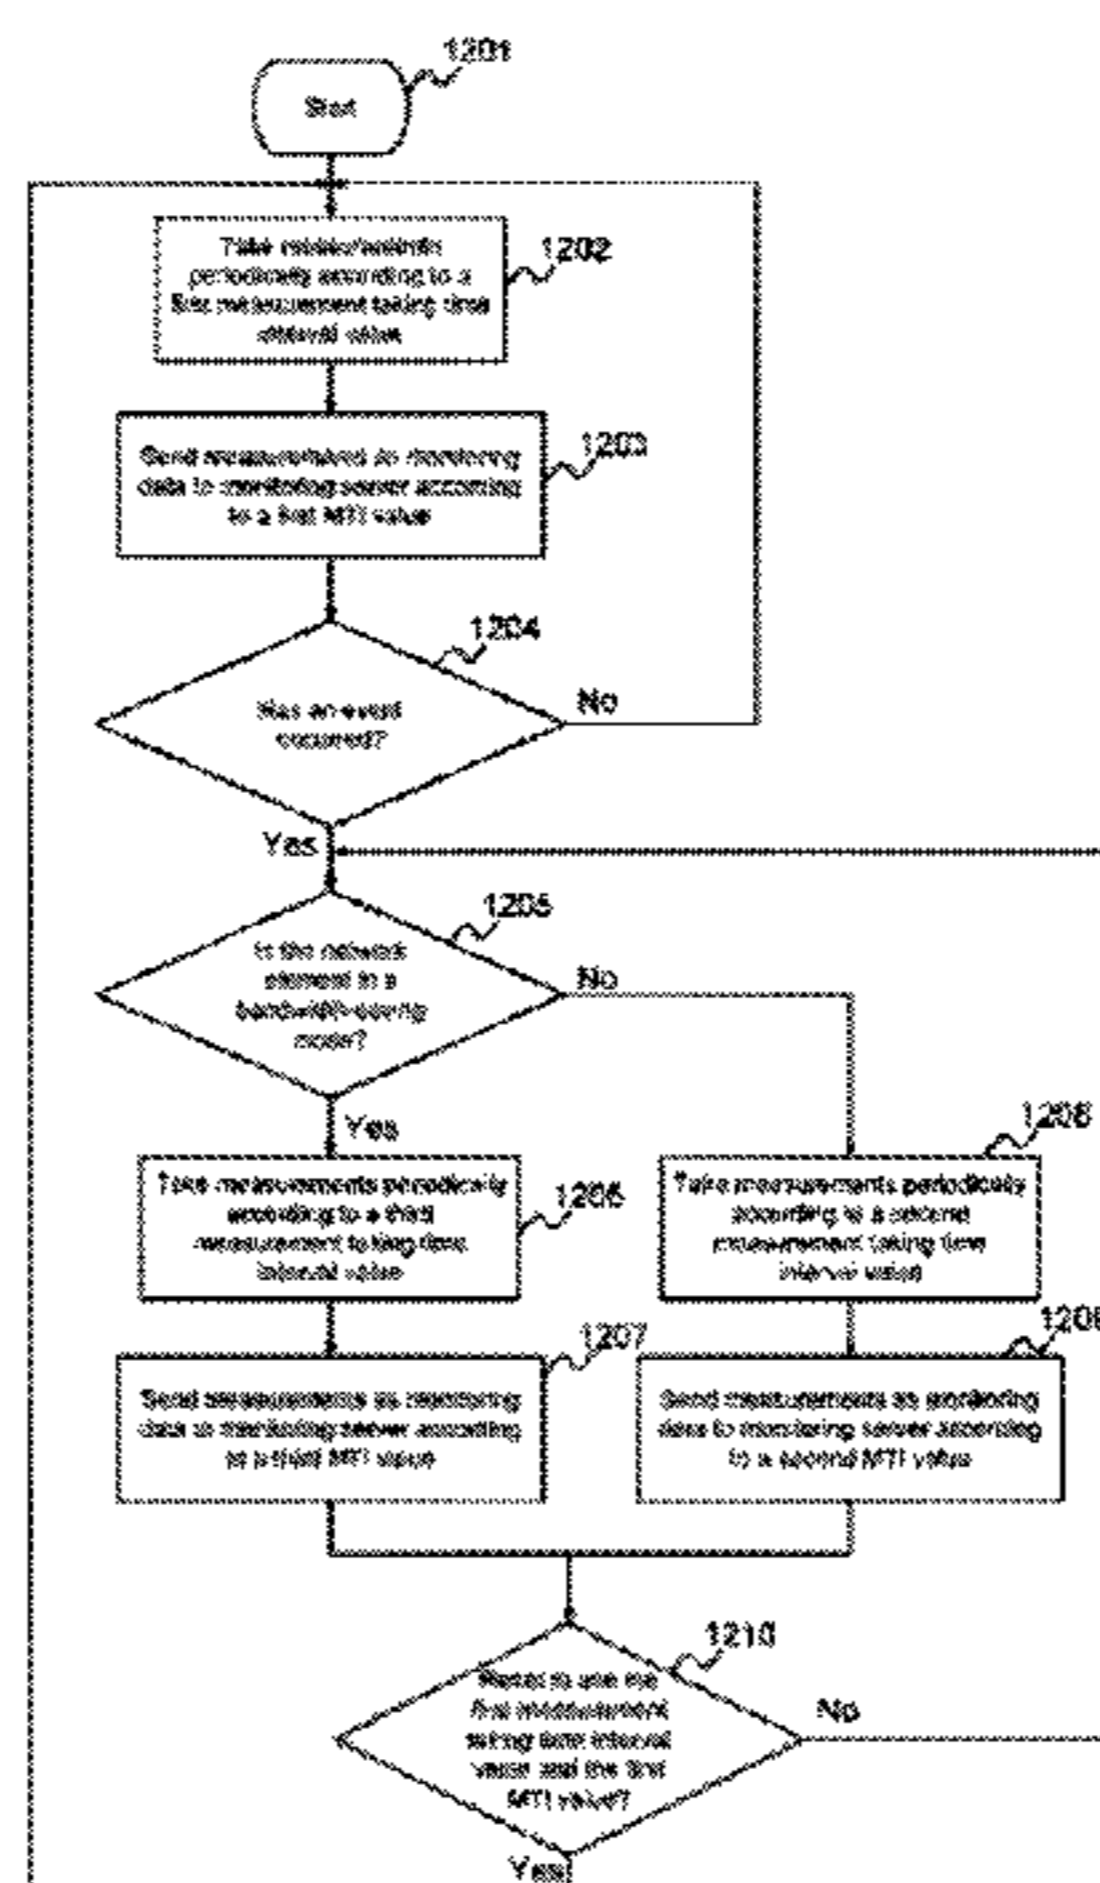 1201
Start
1202
Take measurements
periodically according to a
first measurement taking time
interval value
1203
Send measurements as monitoring
data to monitoring server according
to a first MTI value
1204
Has an event
occurred?
No
Yes
1205
Is the network
element in a
bandwidth-saving
mode?
No
Yes
1206
Take measurements periodically
according to a third
measurement taking time
interval value
1208
Take measurements periodically
according to a second
measurement taking time
interval value
1207
Send measurements as monitoring
data to monitoring server according
to a third MTI value
Send measurements as monitoring
data to monitoring server according
to a second MTI value
1210
Reset to use the
first measurement
taking time interval
value and the first
MTI value?
No
Yes